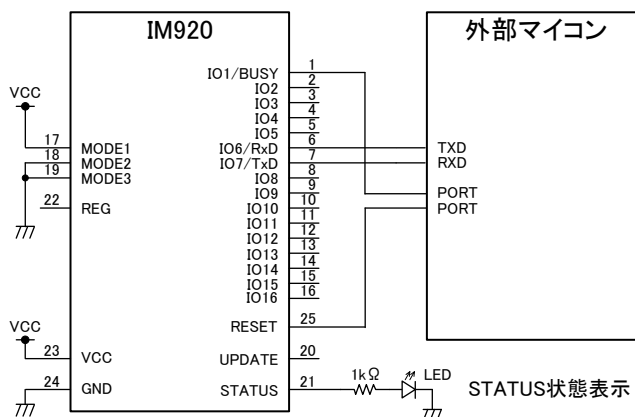 IM920
外部マイコン
VCC
17 MODE1
18 MODE2
19 MODE3
22 REG
VCC
23 VCC
24 GND
IO1/BUSY 1
IO2 2
IO3 3
IO4 4
IO5 5
IO6/RxD 6
IO7/TxD 7
IO8 8
IO9 9
IO10 10
IO11 11
IO12 12
IO13 13
IO14 14
IO15 15
IO16 16
RESET 25
UPDATE 20
STATUS 21
TXD
RXD
PORT
PORT
1kΩ
LED
STATUS状態表示